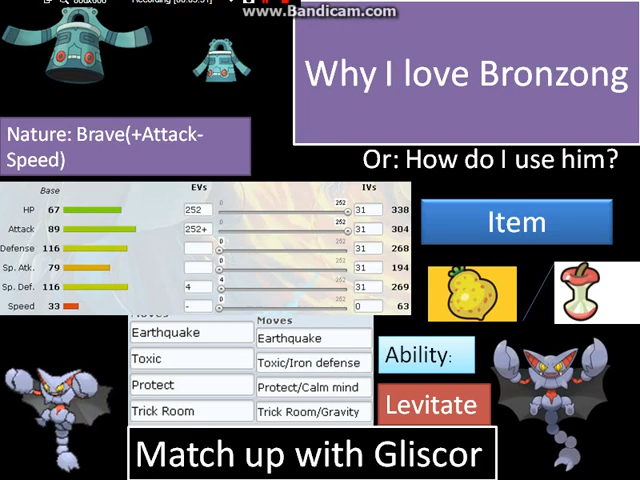 www.Bandicam.com
Why I love Bronzong
Nature: Brave(+Attack-
Speed)
Or: How do I use him?
Base EVs IVs
HP 67 252 0 252 31 338
Attack 89 252+ 252 31 304
Defense 116 0 252 31 268
Sp. Atk. 79 31 194
Sp. Def. 116 4 4 252 31 269
Speed 33 - 0 252 0 63
Item
Moves Moves
Earthquake Earthquake
Toxic Toxic/Iron defense
Protect Protect/Calm mind
Trick Room Trick Room/Gravity
Ability:
Levitate
Match up with Gliscor